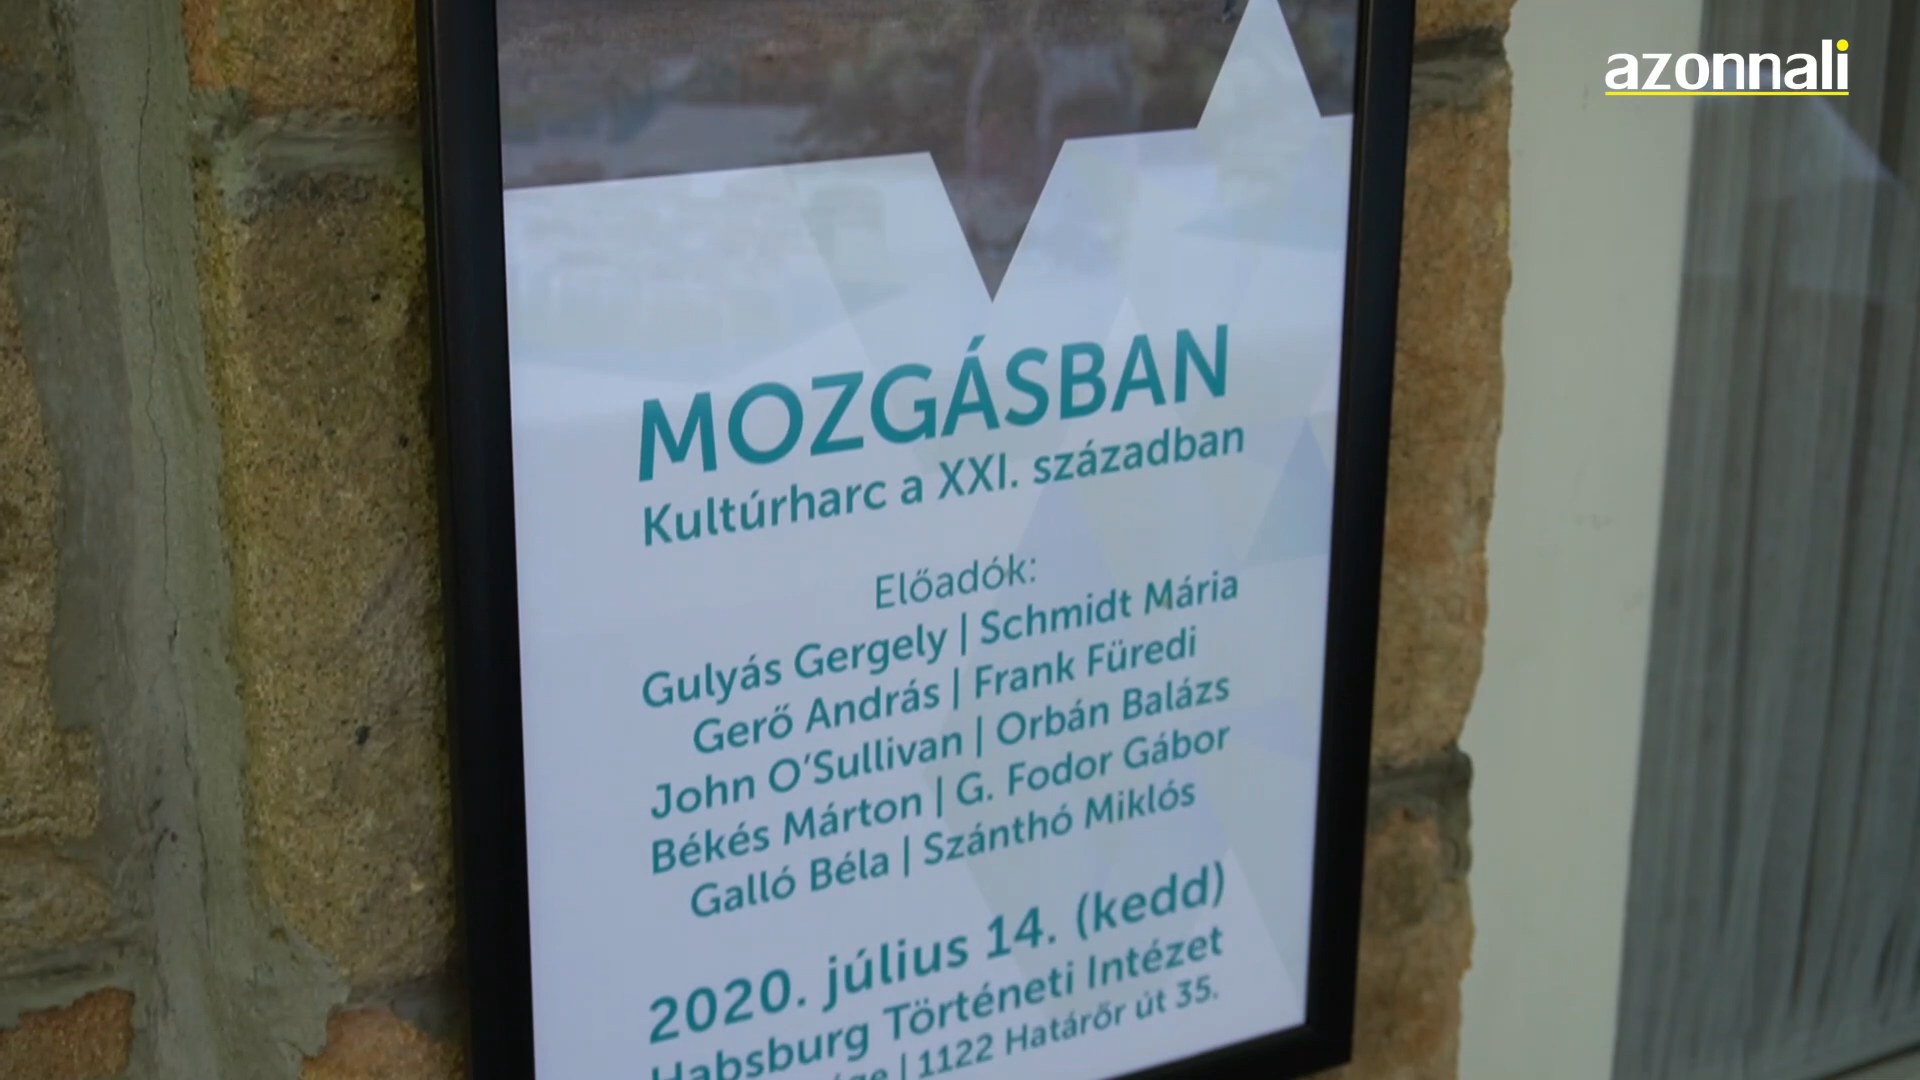 azonnali
MOZGÁSBAN
Kultúrharc a XXI. században
Előadók:
Gulyás Gergely | Schmidt Mária
Gerő András | Frank Füredi
John O'Sullivan | Orbán Balázs
Békés Márton | G. Fodor Gábor
Galló Béla | Szánthó Miklós
2020. július 14. (kedd)
Habsburg Történeti Intézet
| 1122 Határőr út 35.